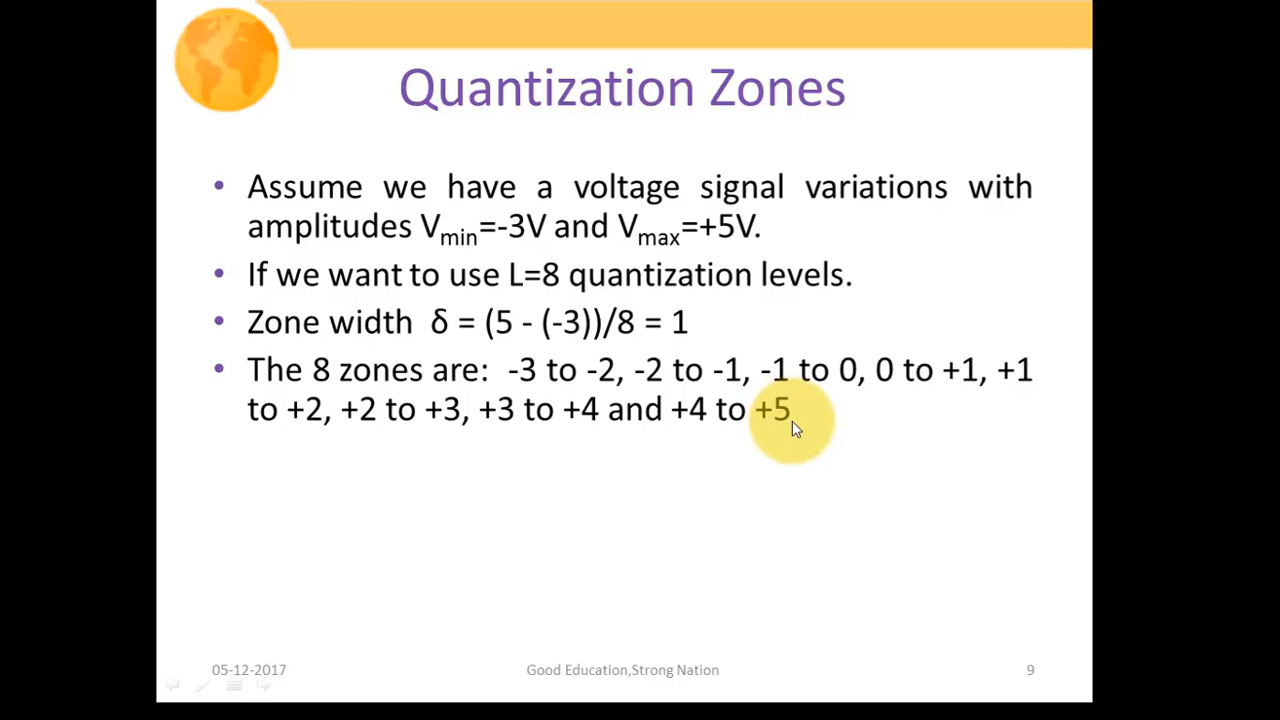 Quantization Zones
• Assume we have a voltage signal variations with
amplitudes Vmin=-3V and Vmax=+5V.
• If we want to use L=8 quantization levels.
• Zone width δ = (5 - (-3))/8 = 1
• The 8 zones are: -3 to -2, -2 to -1, -1 to 0, 0 to +1, +1
to +2, +2 to +3, +3 to +4 and +4 to +5
05-12-2017
Good Education,Strong Nation
9